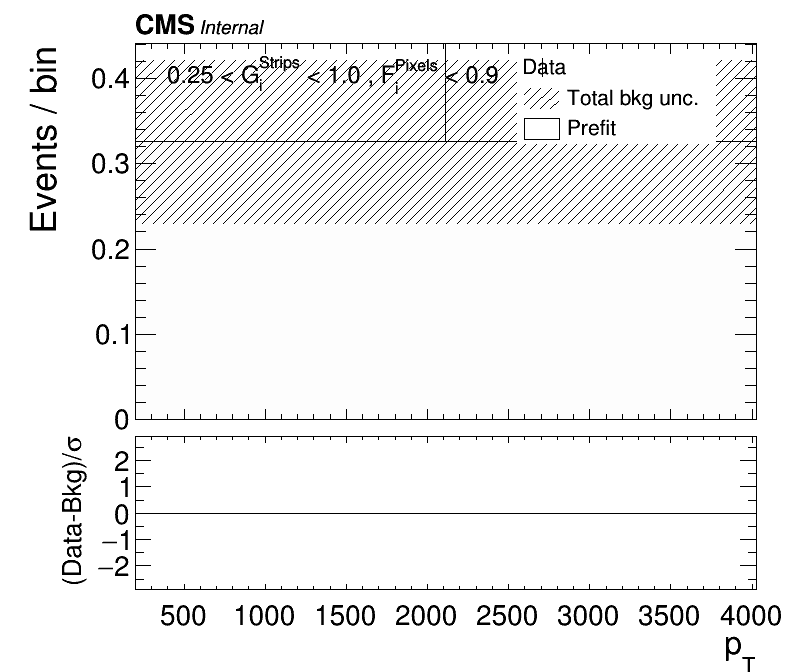 CMS Internal
Events / bin
0.4
0.3
0.2
0.1
0
0.25 < G_i^Strips < 1.0 , F_i^Pixels < 0.9
Data
Total bkg unc.
Prefit
(Data-Bkg)/σ
2
1
0
−1
−2
500 1000 1500 2000 2500 3000 3500 4000
p_T